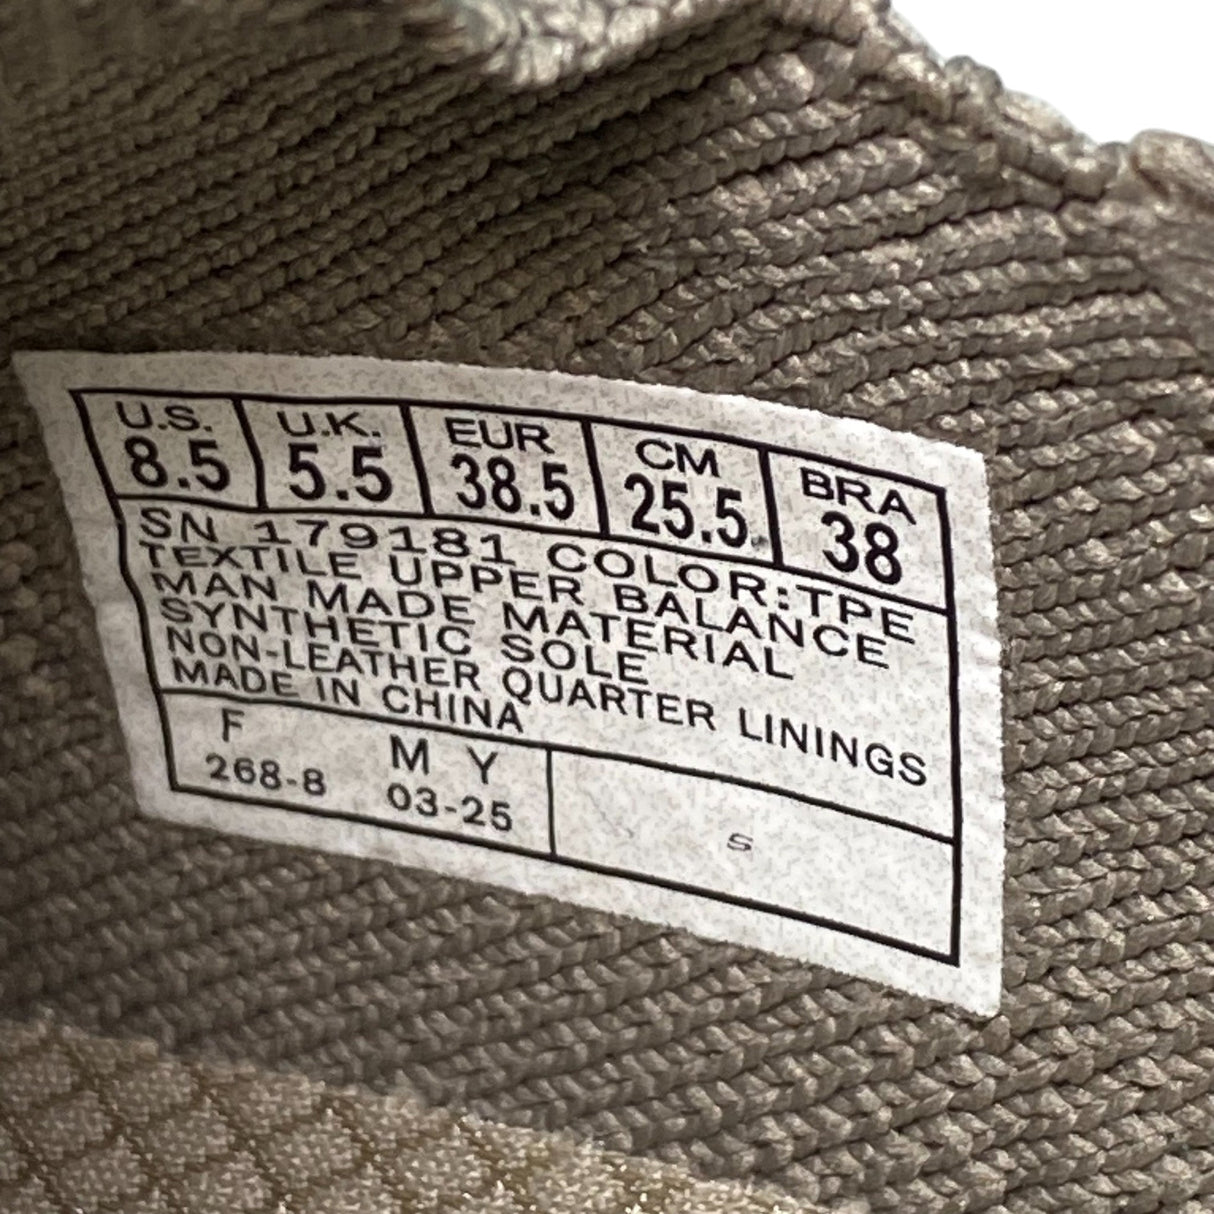 U.S. U.K. EUR CM BRA
8.5 5.5 38.5 25.5 38
SN 179181 COLOR:TPE
TEXTILE UPPER BALANCE
MAN MADE MATERIAL
SYNTHETIC SOLE
NON-LEATHER QUARTER LININGS
MADE IN CHINA
F M Y
268-8 03-25
S